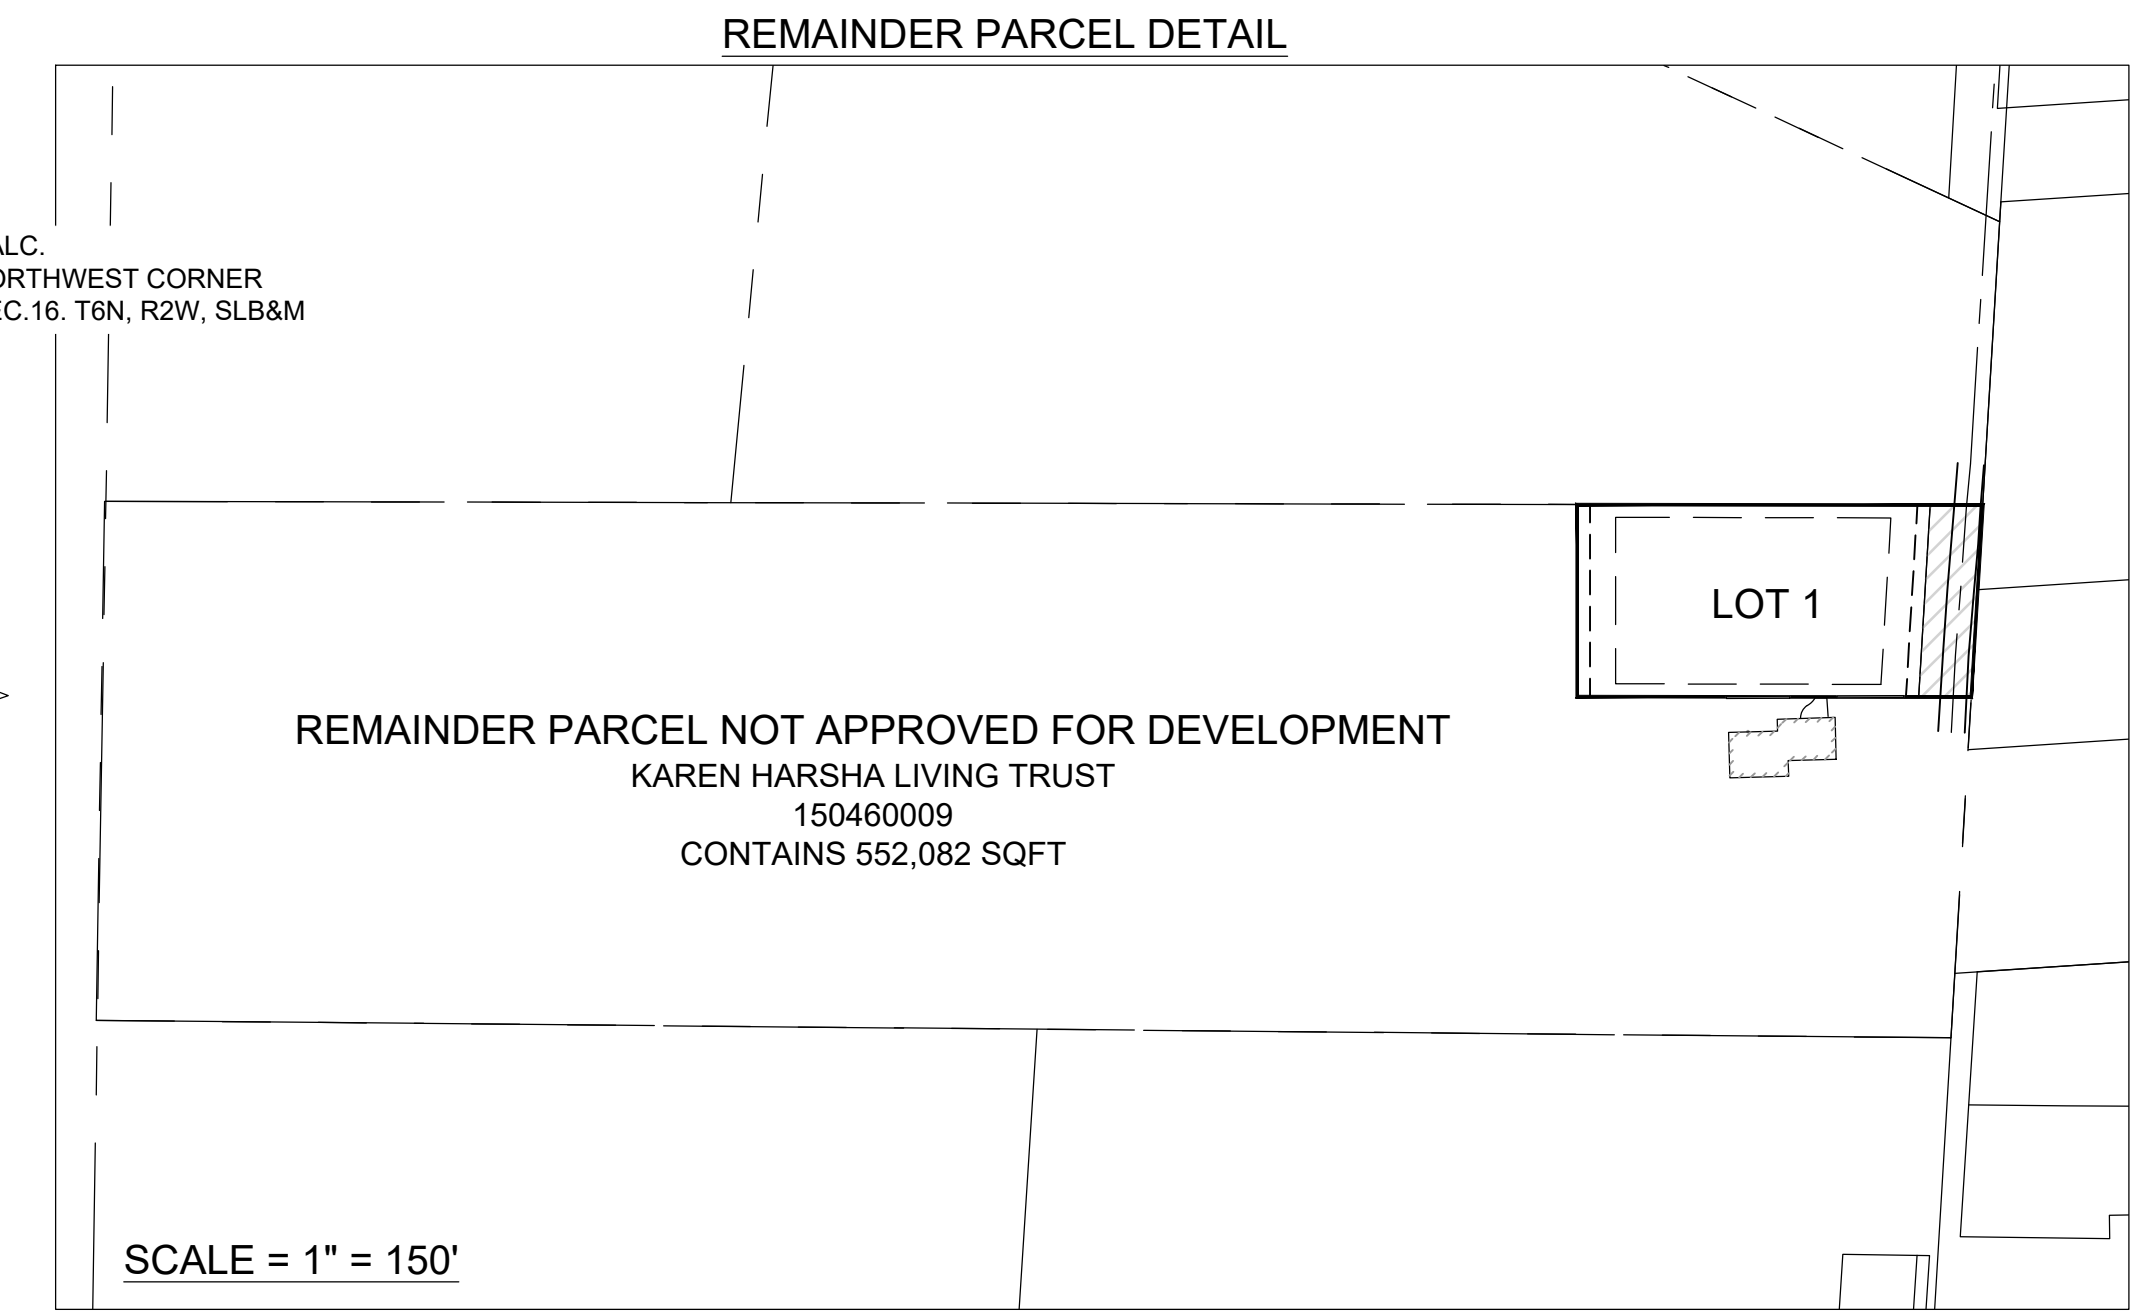 REMAINDER PARCEL DETAIL
ALC.
ORTHWEST CORNER
EC.16. T6N, R2W, SLB&M
LOT 1
REMAINDER PARCEL NOT APPROVED FOR DEVELOPMENT
KAREN HARSHA LIVING TRUST
150460009
CONTAINS 552,082 SQFT
SCALE = 1" = 150'